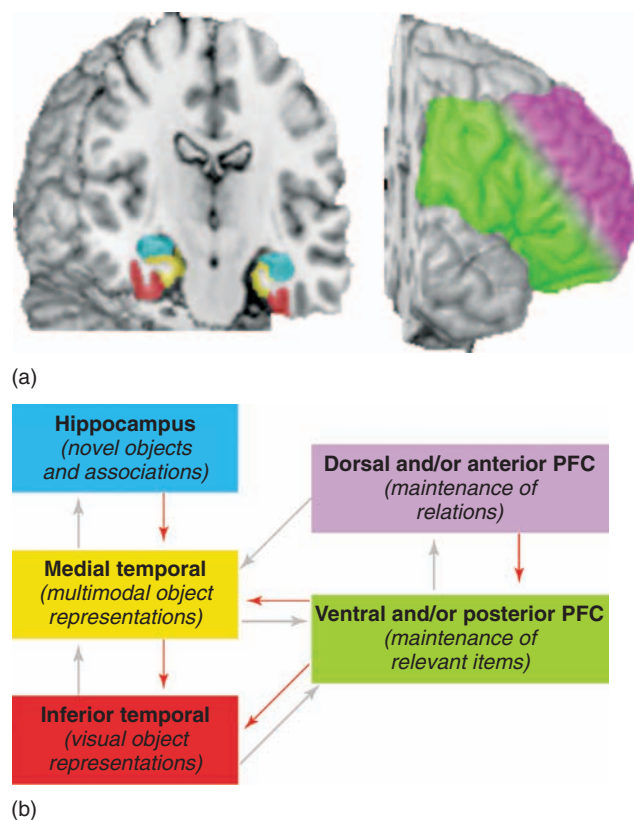 (a)
Hippocampus
(novel objects
and associations)
Dorsal and/or anterior PFC
(maintenance of
relations)
Medial temporal
(multimodal object
representations)
Ventral and/or posterior PFC
(maintenance of
relevant items)
Inferior temporal
(visual object
representations)
(b)